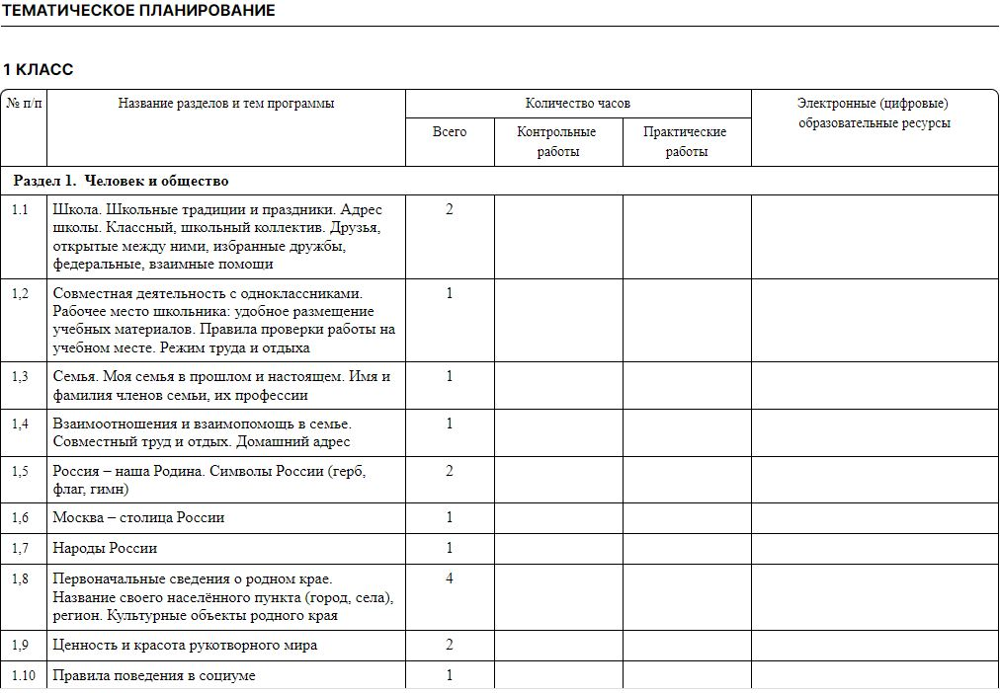 ТЕМАТИЧЕСКОЕ ПЛАНИРОВАНИЕ
1 КЛАСС
№ п/п
Название разделов и тем программы
Количество часов
Электронные (цифровые)
образовательные ресурсы
Всего
Контрольные
работы
Практические
работы
Раздел 1. Человек и общество
1.1
Школа. Школьные традиции и праздники. Адрес
школы. Классный, школьный коллектив. Друзья,
открытые между ними, избранные дружбы,
федеральные, взаимные помощи
2
1,2
Совместная деятельность с одноклассниками.
Рабочее место школьника: удобное размещение
учебных материалов. Правила проверки работы на
учебном месте. Режим труда и отдыха
1
1,3
Семья. Моя семья в прошлом и настоящем. Имя и
фамилия членов семьи, их профессии
1
1,4
Взаимоотношения и взаимопомощь в семье.
Совместный труд и отдых. Домашний адрес
1
1,5
Россия – наша Родина. Символы России (герб,
флаг, гимн)
2
1,6
Москва – столица России
1
1,7
Народы России
1
1,8
Первоначальные сведения о родном крае.
Название своего населённого пункта (город, села),
регион. Культурные объекты родного края
4
1,9
Ценность и красота рукотворного мира
2
1.10
Правила поведения в социуме
1